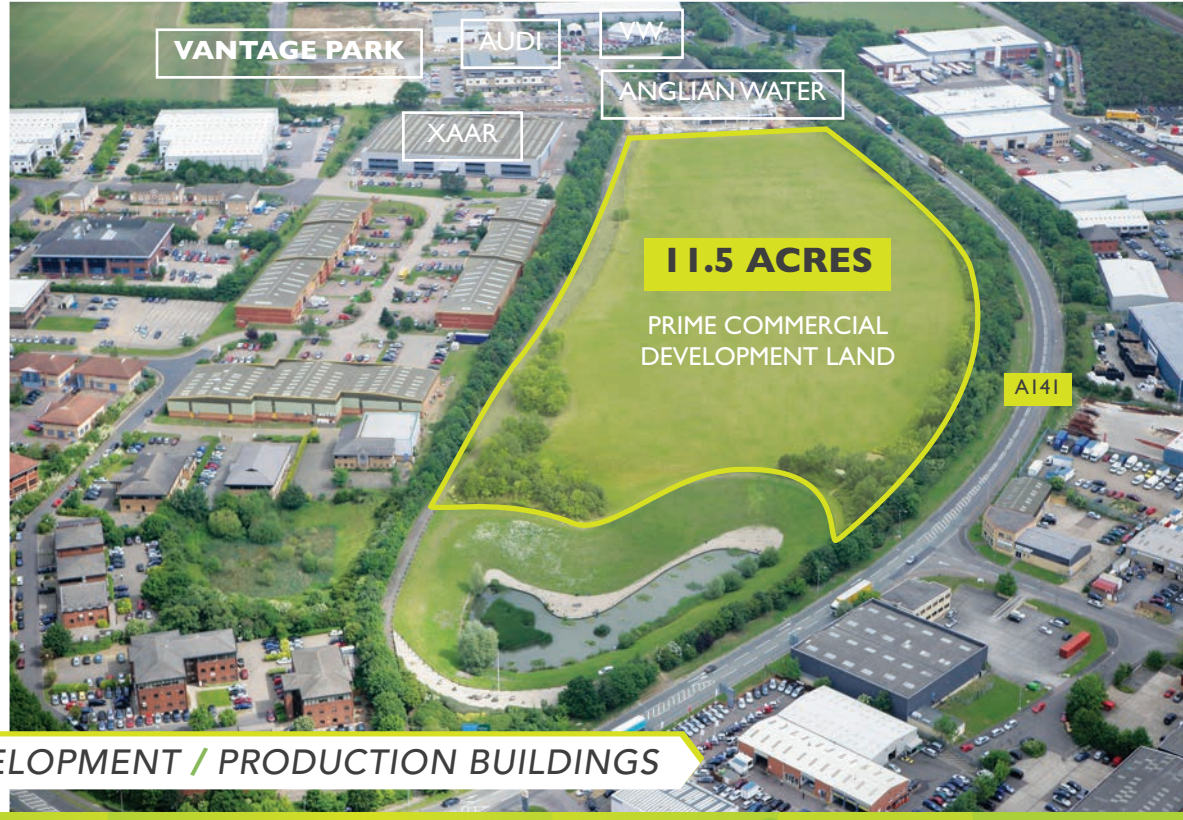 VANTAGE PARK
AUDI
VW
ANGLIAN WATER
XAAR
11.5 ACRES
PRIME COMMERCIAL
DEVELOPMENT LAND
A141
ELOPMENT / PRODUCTION BUILDINGS